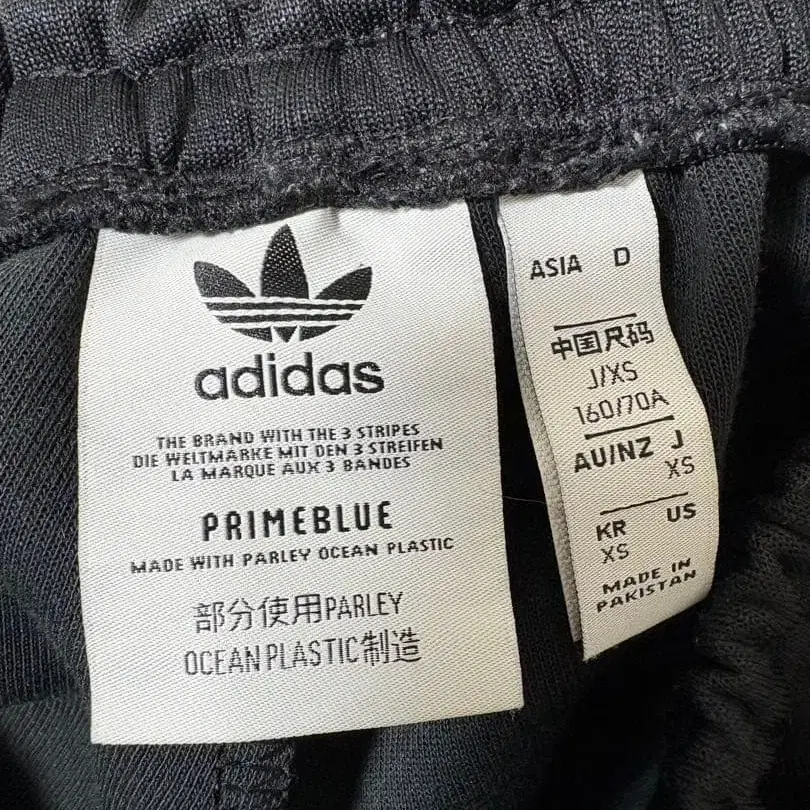 adidas
THE BRAND WITH THE 3 STRIPES
DIE WELTMARKE MIT DEN 3 STREIFEN
LA MARQUE AUX 3 BANDES
PRIMEBLUE
MADE WITH PARLEY OCEAN PLASTIC
部分使用PARLEY
OCEAN PLASTIC制造
ASIA D
中国尺码
J/XS
160/70A
AU/NZ J
XS
KR US
XS
MADE IN
PAKISTAN